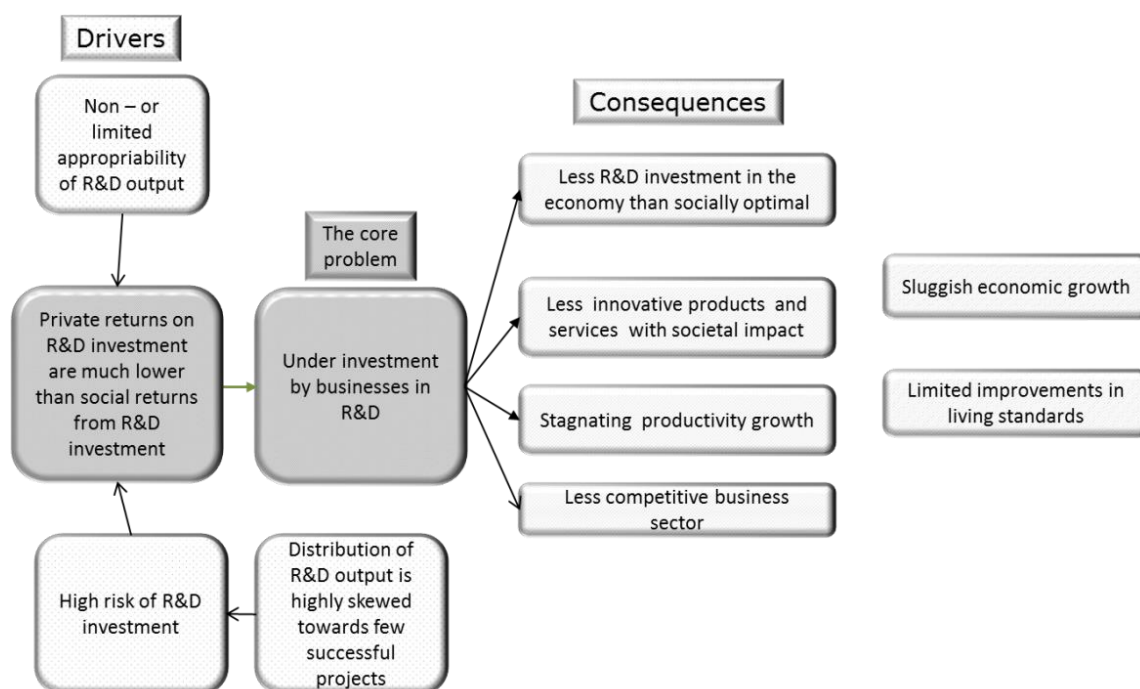 Drivers
Non – or
limited
appropriability
of R&D output
Private returns on
R&D investment
are much lower
than social returns
from R&D
investment
High risk of R&D
investment
Distribution of
R&D output is
highly skewed
towards few
successful
projects
The core
problem
Under investment
by businesses in
R&D
Consequences
Less R&D investment in the
economy than socially optimal
Less innovative products and
services with societal impact
Stagnating productivity growth
Less competitive business
sector
Sluggish economic growth
Limited improvements in
living standards